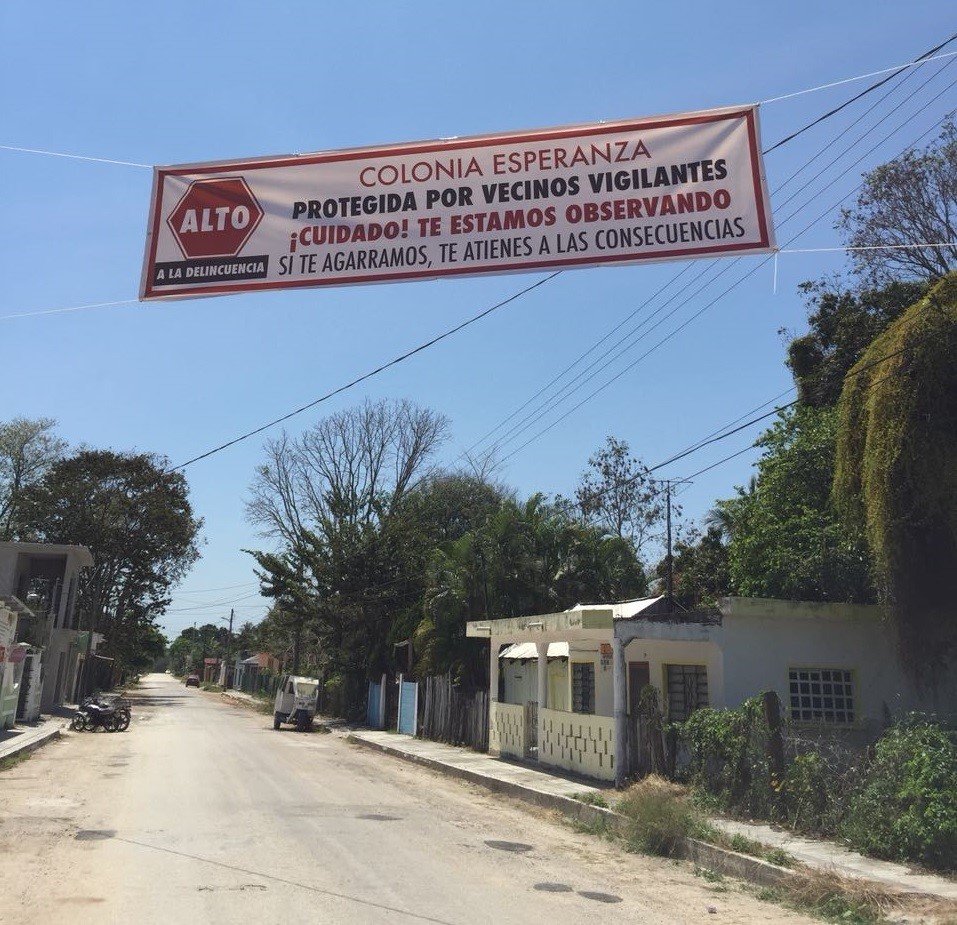 ALTO
A LA DELINCUENCIA
COLONIA ESPERANZA
PROTEGIDA POR VECINOS VIGILANTES
¡CUIDADO! TE ESTAMOS OBSERVANDO
SI TE AGARRAMOS, TE ATIENES A LAS CONSECUENCIAS